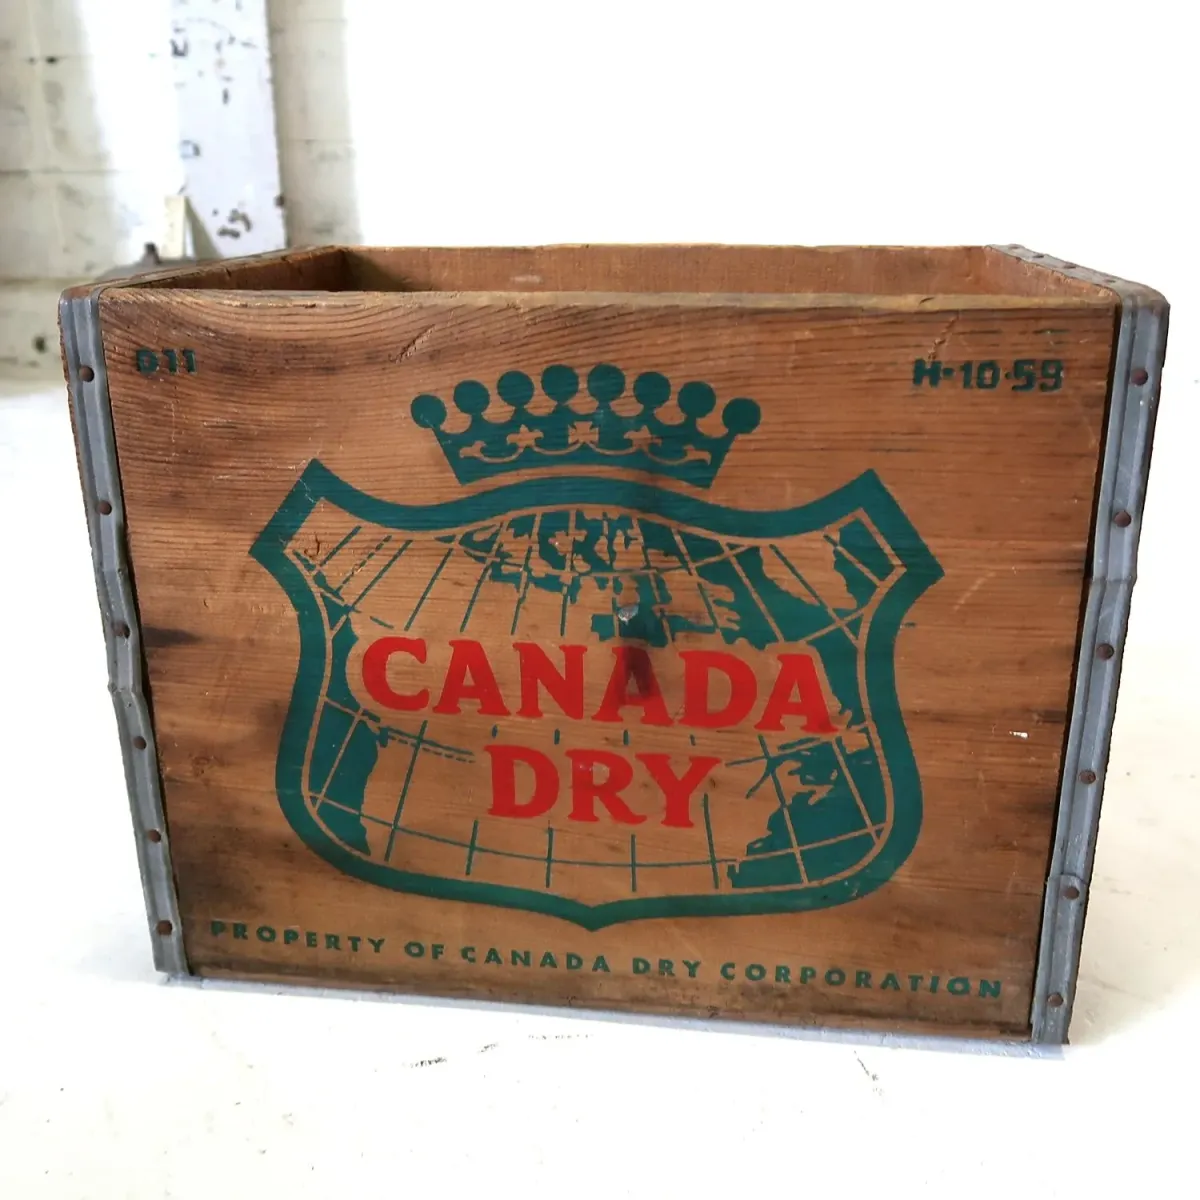 D11
H-10-59
CANADA
DRY
PROPERTY OF CANADA DRY CORPORATION